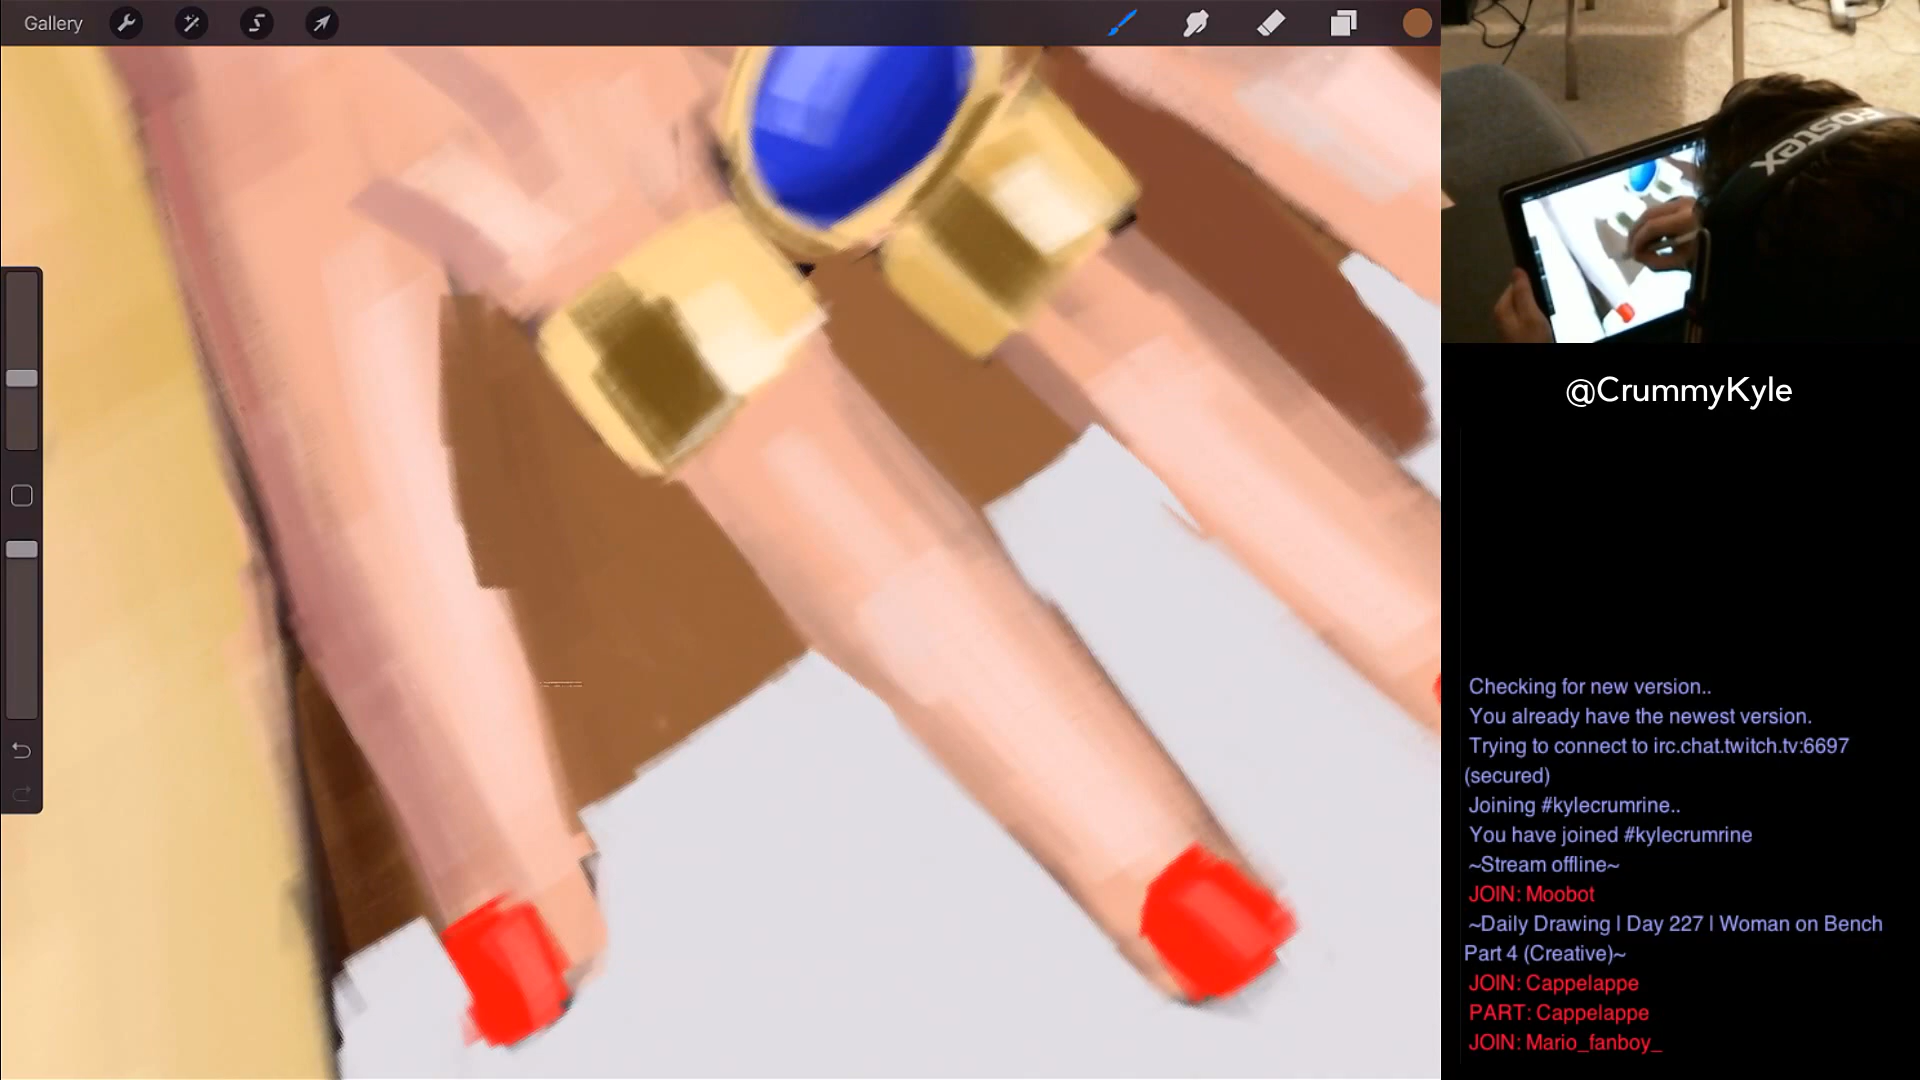 Gallery
Fostex
@CrummyKyle
Checking for new version..
You already have the newest version.
Trying to connect to irc.chat.twitch.tv:6697
(secured)
Joining #kylecrumrine..
You have joined #kylecrumrine
~Stream offline~
JOIN: Moobot
~Daily Drawing | Day 227 | Woman on Bench
Part 4 (Creative)~
JOIN: Cappelappe
PART: Cappelappe
JOIN: Mario_fanboy_